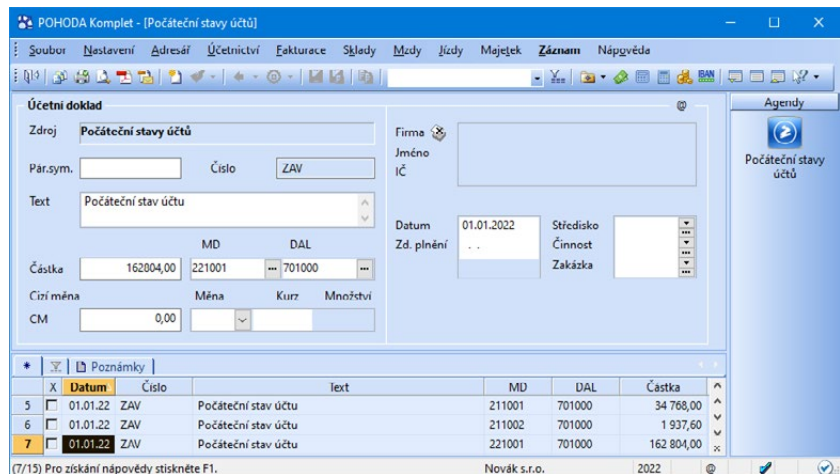 POHODA Komplet - [Počáteční stavy účtů]
Soubor Nastavení Adresář Účetnictví Fakturace Sklady Mzdy Jízdy Majetek Záznam Nápověda
IBAN
Účetní doklad @
Agendy
Zdroj Počáteční stavy účtů
Firma
Jméno
IČ
Počáteční stavy účtů
Pár.sym. Číslo ZAV
Text Počáteční stav účtu
Datum 01.01.2022 Středisko
Zd. plnění . . Činnost
Zakázka
MD DAL
Částka 162804,00 221001 701000
Cizí měna Měna Kurz Množství
CM 0,00
* Poznámky
X Datum Číslo Text MD DAL Částka
5 01.01.22 ZAV Počáteční stav účtu 211001 701000 34 768,00
6 01.01.22 ZAV Počáteční stav účtu 211002 701000 1 937,60
7 01.01.22 ZAV Počáteční stav účtu 221001 701000 162 804,00
(7/15) Pro získání nápovědy stiskněte F1. Novák s.r.o. 2022 @